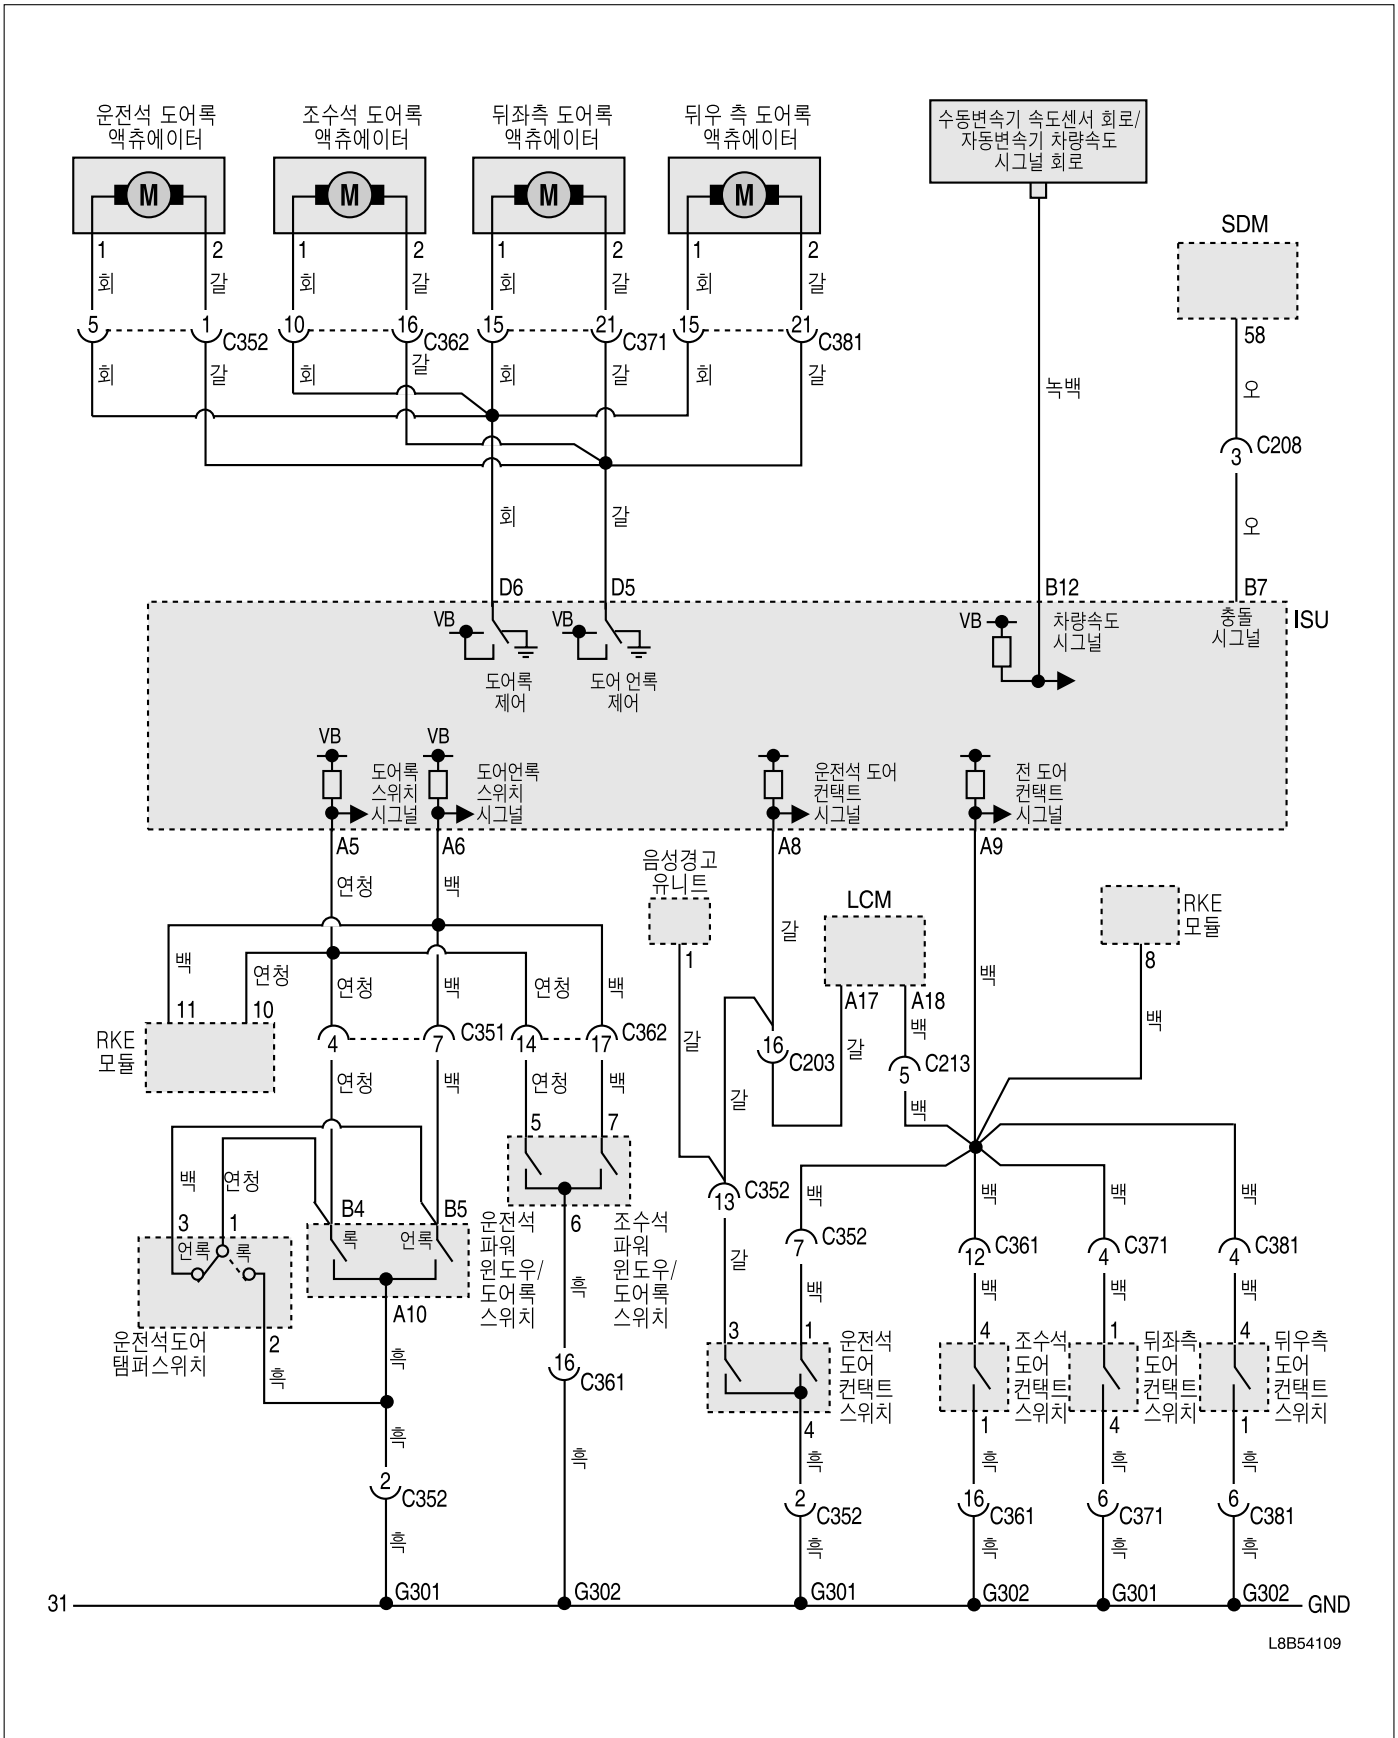 운전석 도어록
액츄에이터
조수석 도어록
액츄에이터
뒤좌측 도어록
액츄에이터
뒤우 측 도어록
액츄에이터
수동변속기 속도센서 회로/
자동변속기 차량속도
시그널 회로
SDM
M
M
M
M
1
2
1
2
1
2
1
2
58
회
갈
회
갈
회
갈
회
갈
5
1
C352
10
16
C362
15
21
C371
15
21
C381
회
갈
회
갈
회
갈
회
갈
녹백
오
C208
3
회
갈
오
D6
D5
B12
B7
ISU
VB
VB
VB
차량속도
시그널
충돌
시그널
도어록
제어
도어 언록
제어
VB
VB
도어록
스위치
시그널
도어언록
스위치
시그널
운전석 도어
컨택트
시그널
전 도어
컨택트
시그널
A5
A6
A8
A9
연청
백
음성경고
유니트
LCM
RKE
모듈
갈
1
8
백
연청
연청
백
연청
백
백
A17
A18
11
10
백
백
RKE
모듈
4
7
C351
14
17
C362
갈
16
C203
갈
5
C213
연청
백
연청
백
갈
백
5
7
백
연청
13
C352
백
백
백
백
3
1
B4
B5
6
운전석
파워
윈도우/
도어록
스위치
조수석
파워
윈도우/
도어록
스위치
언록
록
록
언록
7
C352
12
C361
4
C371
4
C381
갈
백
백
백
백
흑
A10
2
운전석도어
탬퍼스위치
흑
흑
16
C361
3
1
운전석
도어
컨택트
스위치
4
조수석
도어
컨택트
스위치
1
뒤좌측
도어
컨택트
스위치
4
뒤우측
도어
컨택트
스위치
4
1
4
1
흑
흑
흑
흑
흑
흑
2
C352
2
C352
16
C361
6
C371
6
C381
흑
흑
흑
흑
흑
31
G301
G302
G301
G302
G301
G302
GND
L8B54109